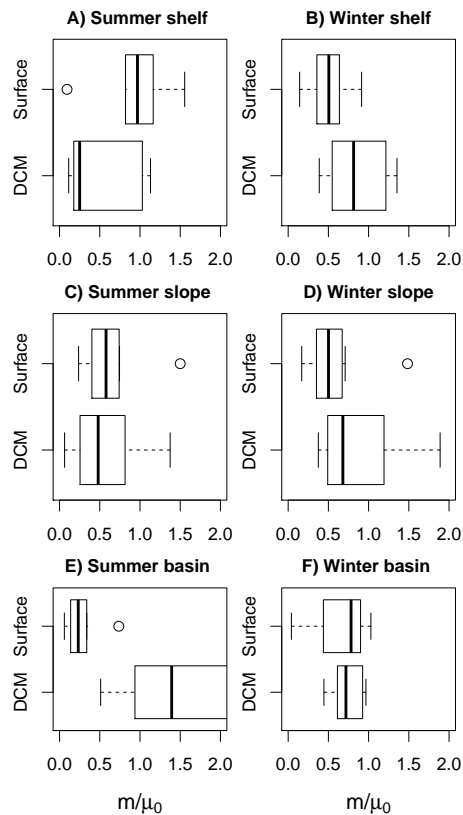 A) Summer shelf
B) Winter shelf
Surface
DCM
Surface
DCM
0.0 0.5 1.0 1.5 2.0
0.0 0.5 1.0 1.5 2.0
C) Summer slope
D) Winter slope
Surface
DCM
Surface
DCM
0.0 0.5 1.0 1.5 2.0
0.0 0.5 1.0 1.5 2.0
E) Summer basin
F) Winter basin
Surface
DCM
Surface
DCM
0.0 0.5 1.0 1.5 2.0
0.0 0.5 1.0 1.5 2.0
m/μ₀
m/μ₀